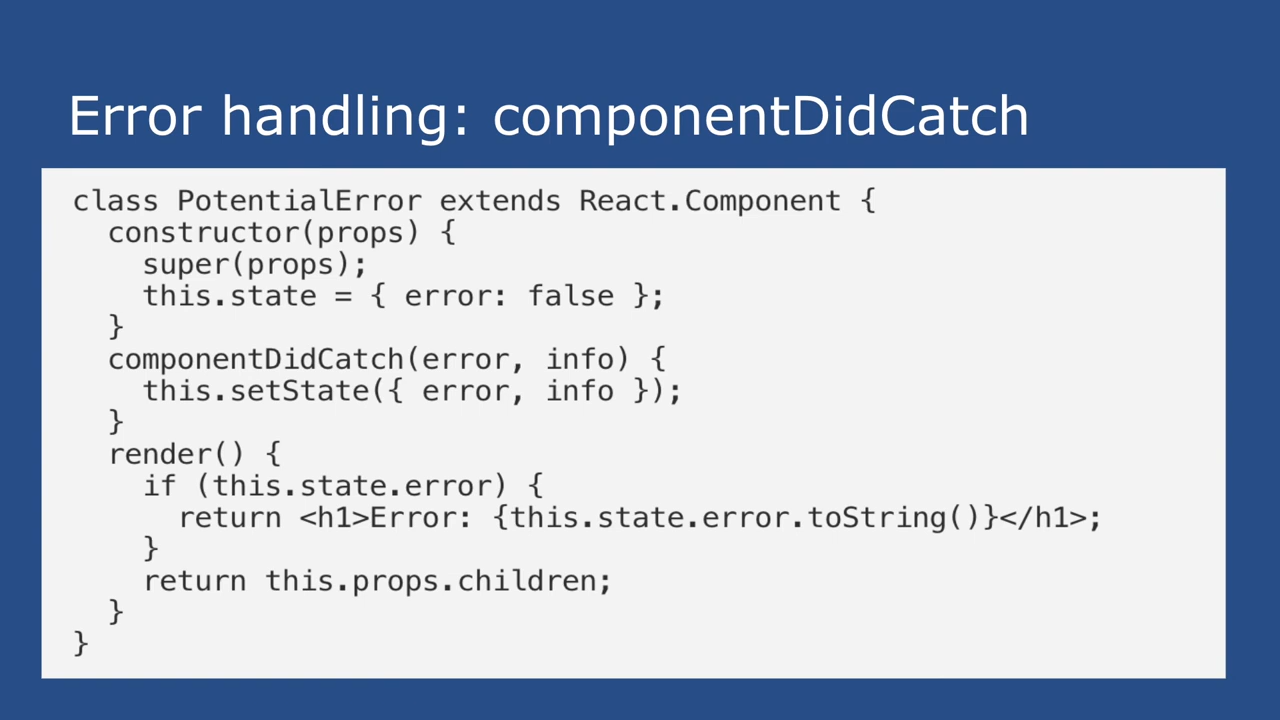 Error handling: componentDidCatch
class PotentialError extends React.Component {
  constructor(props) {
    super(props);
    this.state = { error: false };
  }
  componentDidCatch(error, info) {
    this.setState({ error, info });
  }
  render() {
    if (this.state.error) {
      return <h1>Error: {this.state.error.toString()}</h1>;
    }
    return this.props.children;
  }
}